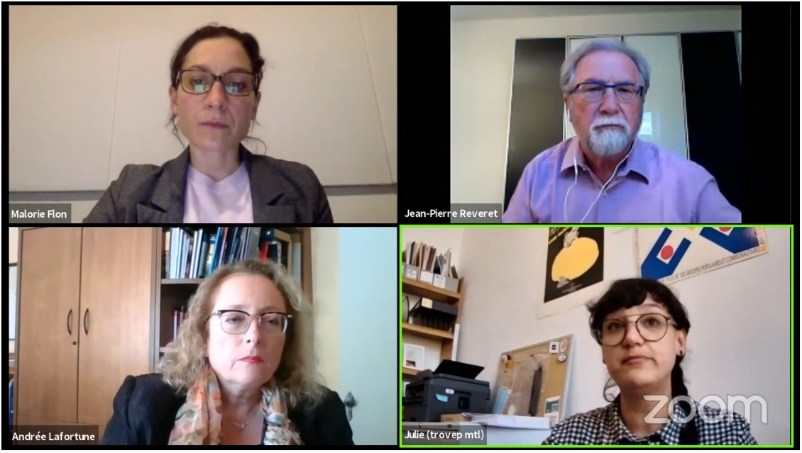 Malorie Flon
Jean-Pierre Reveret
Andrée Lafortune
Julie (trovep mtl)
zoom